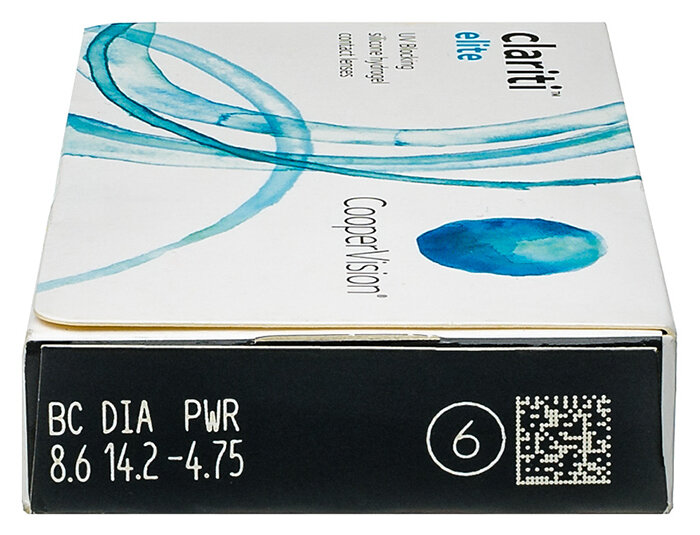 clariti™
elite
UV Blocking
silicone hydrogel
contact lenses
CooperVision®
BC DIA PWR
8.6 14.2 -4.75
6